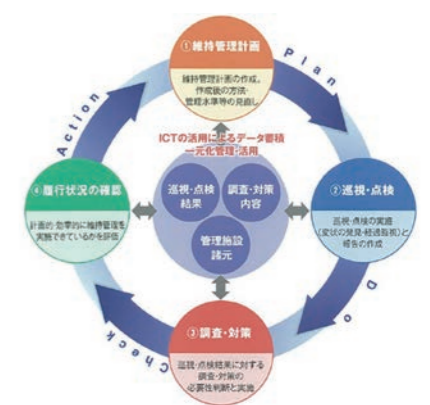 ①維持管理計画
維持管理計画の作成、
作成後の方法・
管理水準等の見直し
Plan
Action
ICTの活用によるデータ蓄積
一元化管理・活用
巡視・点検
結果
調査・対策
内容
管理施設
諸元
④履行状況の確認
計画的・効率的に維持管理を
実施できているかを評価
②巡視・点検
巡視・点検の実施
(変状の発見・経過監視)と
報告の作成
Do
③調査・対策
巡視・点検結果に対する
調査・対策の
必要性判断と実施
Check